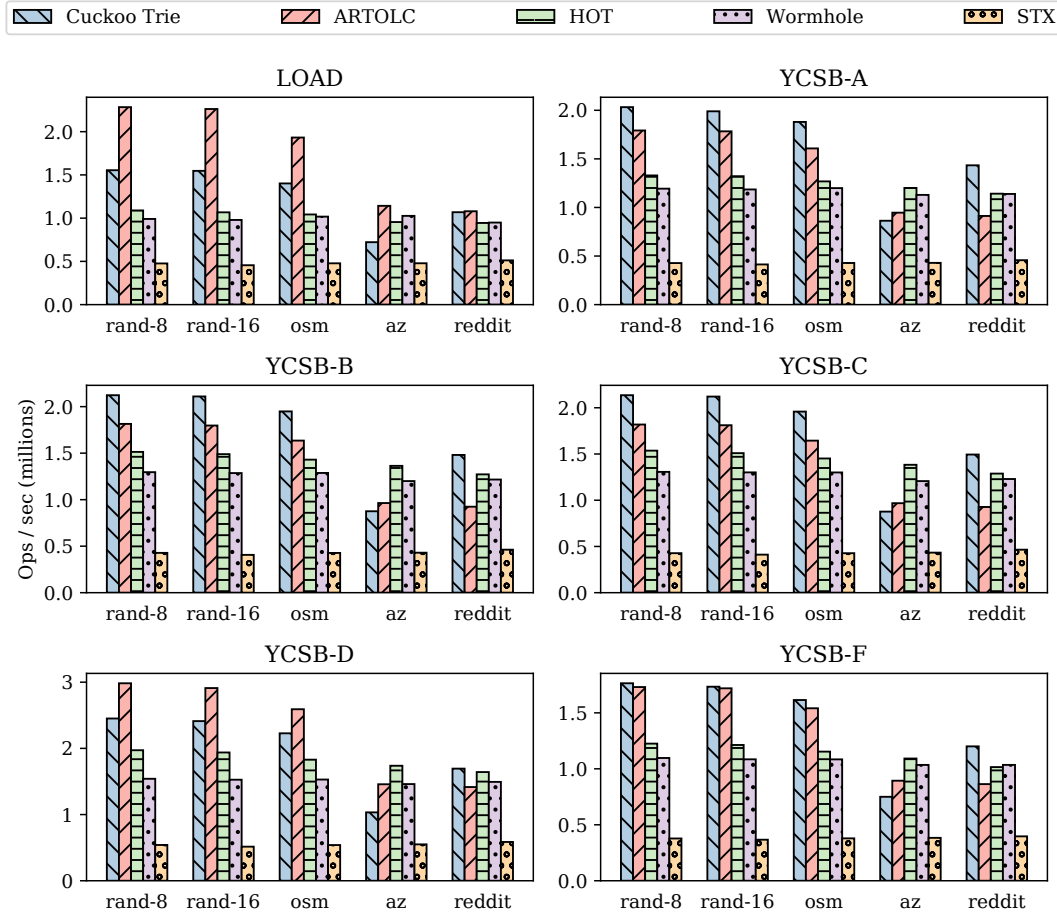 Cuckoo Trie ARTOLC HOT Wormhole STX
LOAD
2.0
1.5
1.0
0.5
0.0
rand-8 rand-16 osm az reddit
YCSB-A
2.0
1.5
1.0
0.5
0.0
rand-8 rand-16 osm az reddit
Ops / sec (millions)
YCSB-B
2.0
1.5
1.0
0.5
0.0
rand-8 rand-16 osm az reddit
YCSB-C
2.0
1.5
1.0
0.5
0.0
rand-8 rand-16 osm az reddit
YCSB-D
3
2
1
0
rand-8 rand-16 osm az reddit
YCSB-F
1.5
1.0
0.5
0.0
rand-8 rand-16 osm az reddit